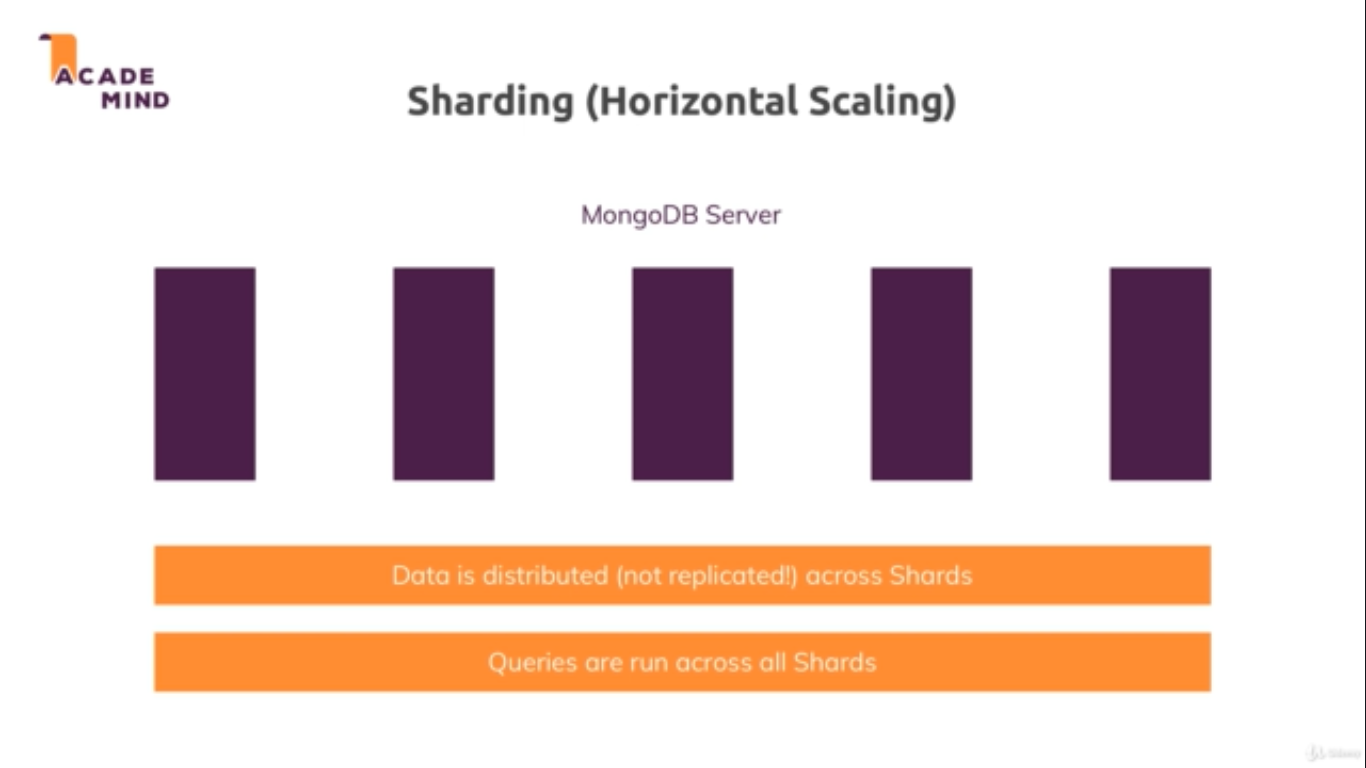 ACADE
MIND
Sharding (Horizontal Scaling)
MongoDB Server
Data is distributed (not replicated!) across Shards
Queries are run across all Shards
Udemy